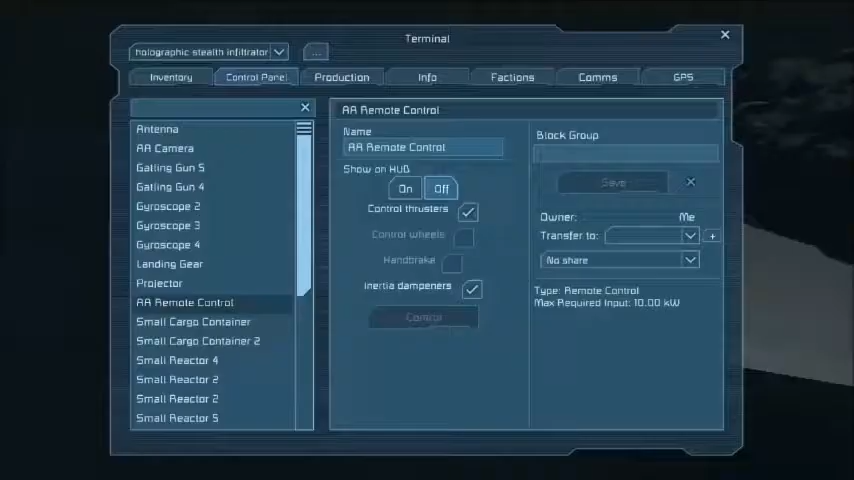 Terminal
holographic stealth infiltrator
...
Inventory
Control Panel
Production
Info
Factions
Comms
GPS
Antenna
AA Camera
Gatling Gun 5
Gatling Gun 4
Gyroscope 2
Gyroscope 3
Gyroscope 4
Landing Gear
Projector
AA Remote Control
Small Cargo Container
Small Cargo Container 2
Small Reactor 4
Small Reactor 2
Small Reactor 2
Small Reactor 5
AA Remote Control
Name
AA Remote Control
Show on HUD
On Off
Control thrusters
Control wheels
Handbrake
Inertia dampeners
Control
Block Group
Save
Owner: Me
Transfer to:
No share
Type: Remote Control
Max Required Input: 10.00 kW